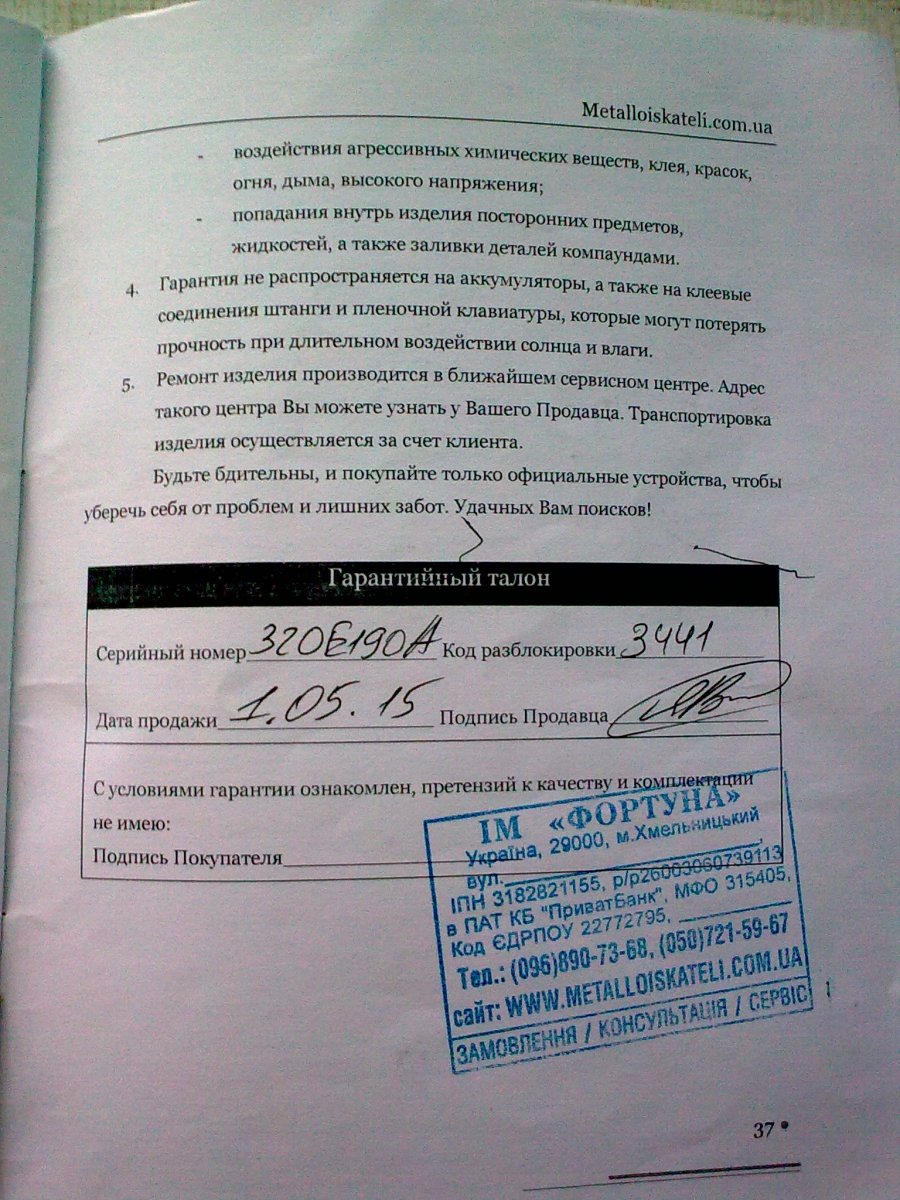 Metalloiskateli.com.ua
- воздействия агрессивных химических веществ, клея, красок,
огня, дыма, высокого напряжения;
- попадания внутрь изделия посторонних предметов,
жидкостей, а также заливки деталей компаундами.
4. Гарантия не распространяется на аккумуляторы, а также на клеевые
соединения штанги и пленочной клавиатуры, которые могут потерять
прочность при длительном воздействии солнца и влаги.
5. Ремонт изделия производится в ближайшем сервисном центре. Адрес
такого центра Вы можете узнать у Вашего Продавца. Транспортировка
изделия осуществляется за счет клиента.
Будьте бдительны, и покупайте только официальные устройства, чтобы
уберечь себя от проблем и лишних забот. Удачных Вам поисков!
Гарантийный талон
Серийный номер 320E190A Код разблокировки 3441
Дата продажи 1.05.15 Подпись Продавца
С условиями гарантии ознакомлен, претензий к качеству и комплектации
не имею:
Подпись Покупателя
ІМ «ФОРТУНА»
Україна, 29000, м.Хмельницький
вул.
ІПН 3182821155, р/р26003060739113
в ПАТ КБ "ПриватБанк", МФО 315405,
Код ЄДРПОУ 22772795,
Тел.: (096)890-73-68, (050)721-59-67
сайт: WWW.METALLOISKATELI.COM.UA
ЗАМОВЛЕННЯ / КОНСУЛЬТАЦІЯ / СЕРВІС
37